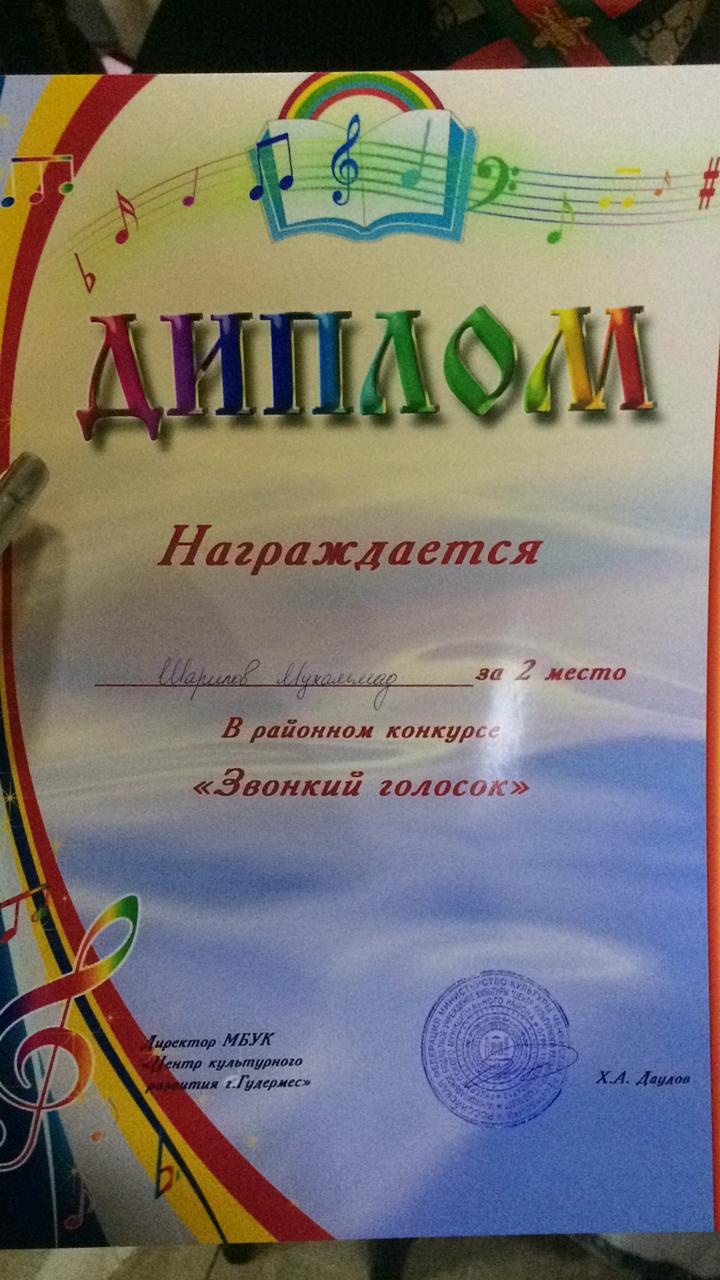 ДИПЛОМ
Награждается
Шарипов Мухаммад за 2 место
В районном конкурсе
«Звонкий голосок»
Директор МБУК
«Центр культурного
развития г.Гудермес»
Х.А. Даудов